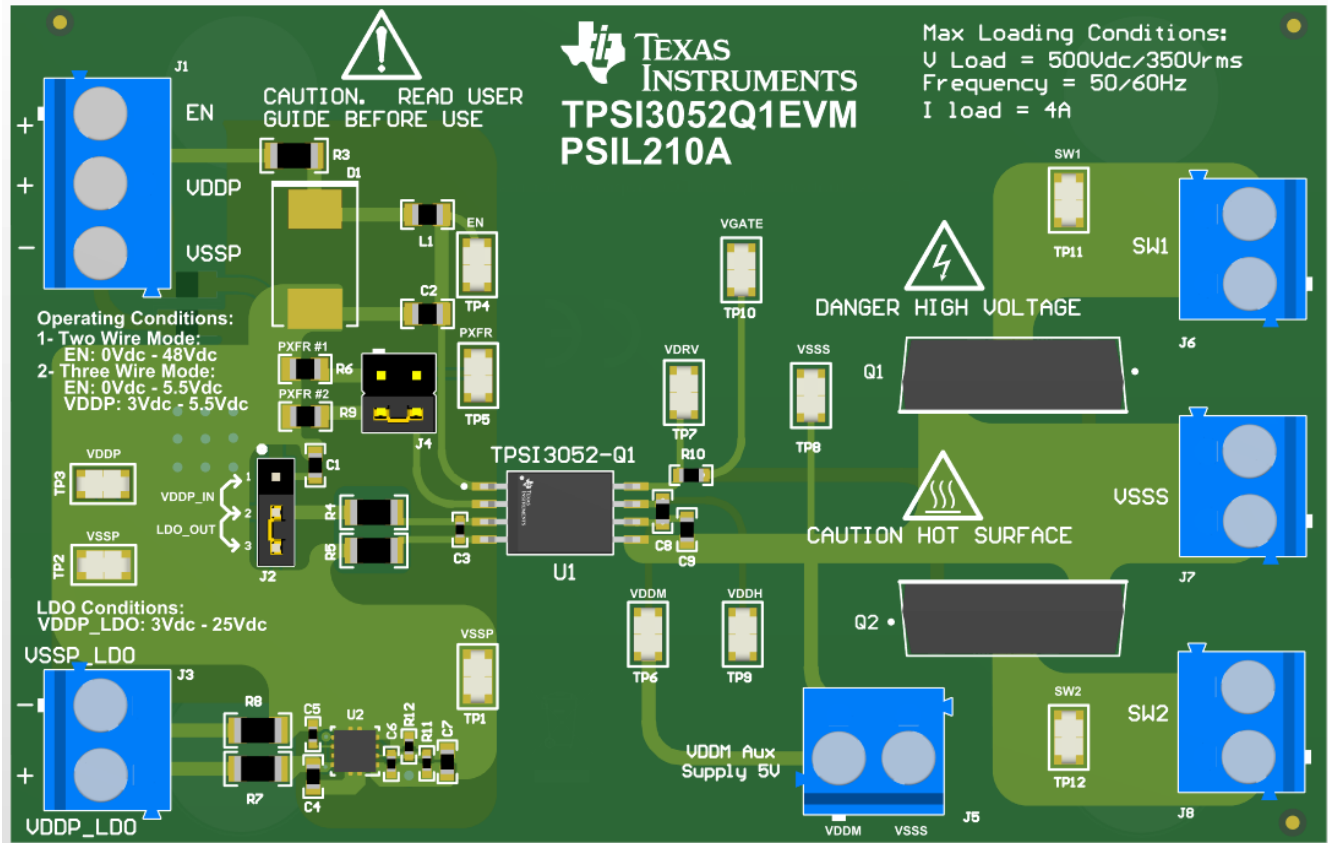 J1
EN
VDDP
VSSP
+
+
−
CAUTION. READ USER
GUIDE BEFORE USE
TEXAS
INSTRUMENTS
TPSI3052Q1EVM
PSIL210A
Max Loading Conditions:
V Load = 500Vdc/350Vrms
Frequency = 50/60Hz
I load = 4A
R3
D1
L1
C2
EN
TP4
PXFR
TP5
VGATE
TP10
SW1
TP11
SW1
J6
DANGER HIGH VOLTAGE
Operating Conditions:
1- Two Wire Mode:
EN: 0Vdc - 48Vdc
2- Three Wire Mode:
EN: 0Vdc - 5.5Vdc
VDDP: 3Vdc - 5.5Vdc
PXFR #1
R6
PXFR #2
R9
J4
VDRV
TP7
VSSS
TP8
Q1
VDDP
TP3
VSSP
TP2
VDDP_IN
LDO_OUT
1
2
3
J2
C1
R4
R5
C3
TPSI3052-Q1
TEXAS
INSTRUMENTS
U1
R10
C8
C9
CAUTION HOT SURFACE
VSSS
J7
Q2
LDO Conditions:
VDDP_LDO: 3Vdc - 25Vdc
VSSP_LDO
J3
−
+
VDDP_LDO
R8
R7
C5
C4
U2
C6
R12
R11
C7
VSSP
TP1
VDDM
TP6
VDDH
TP9
VDDM Aux
Supply 5V
J5
VDDM
VSSS
SW2
TP12
SW2
J8